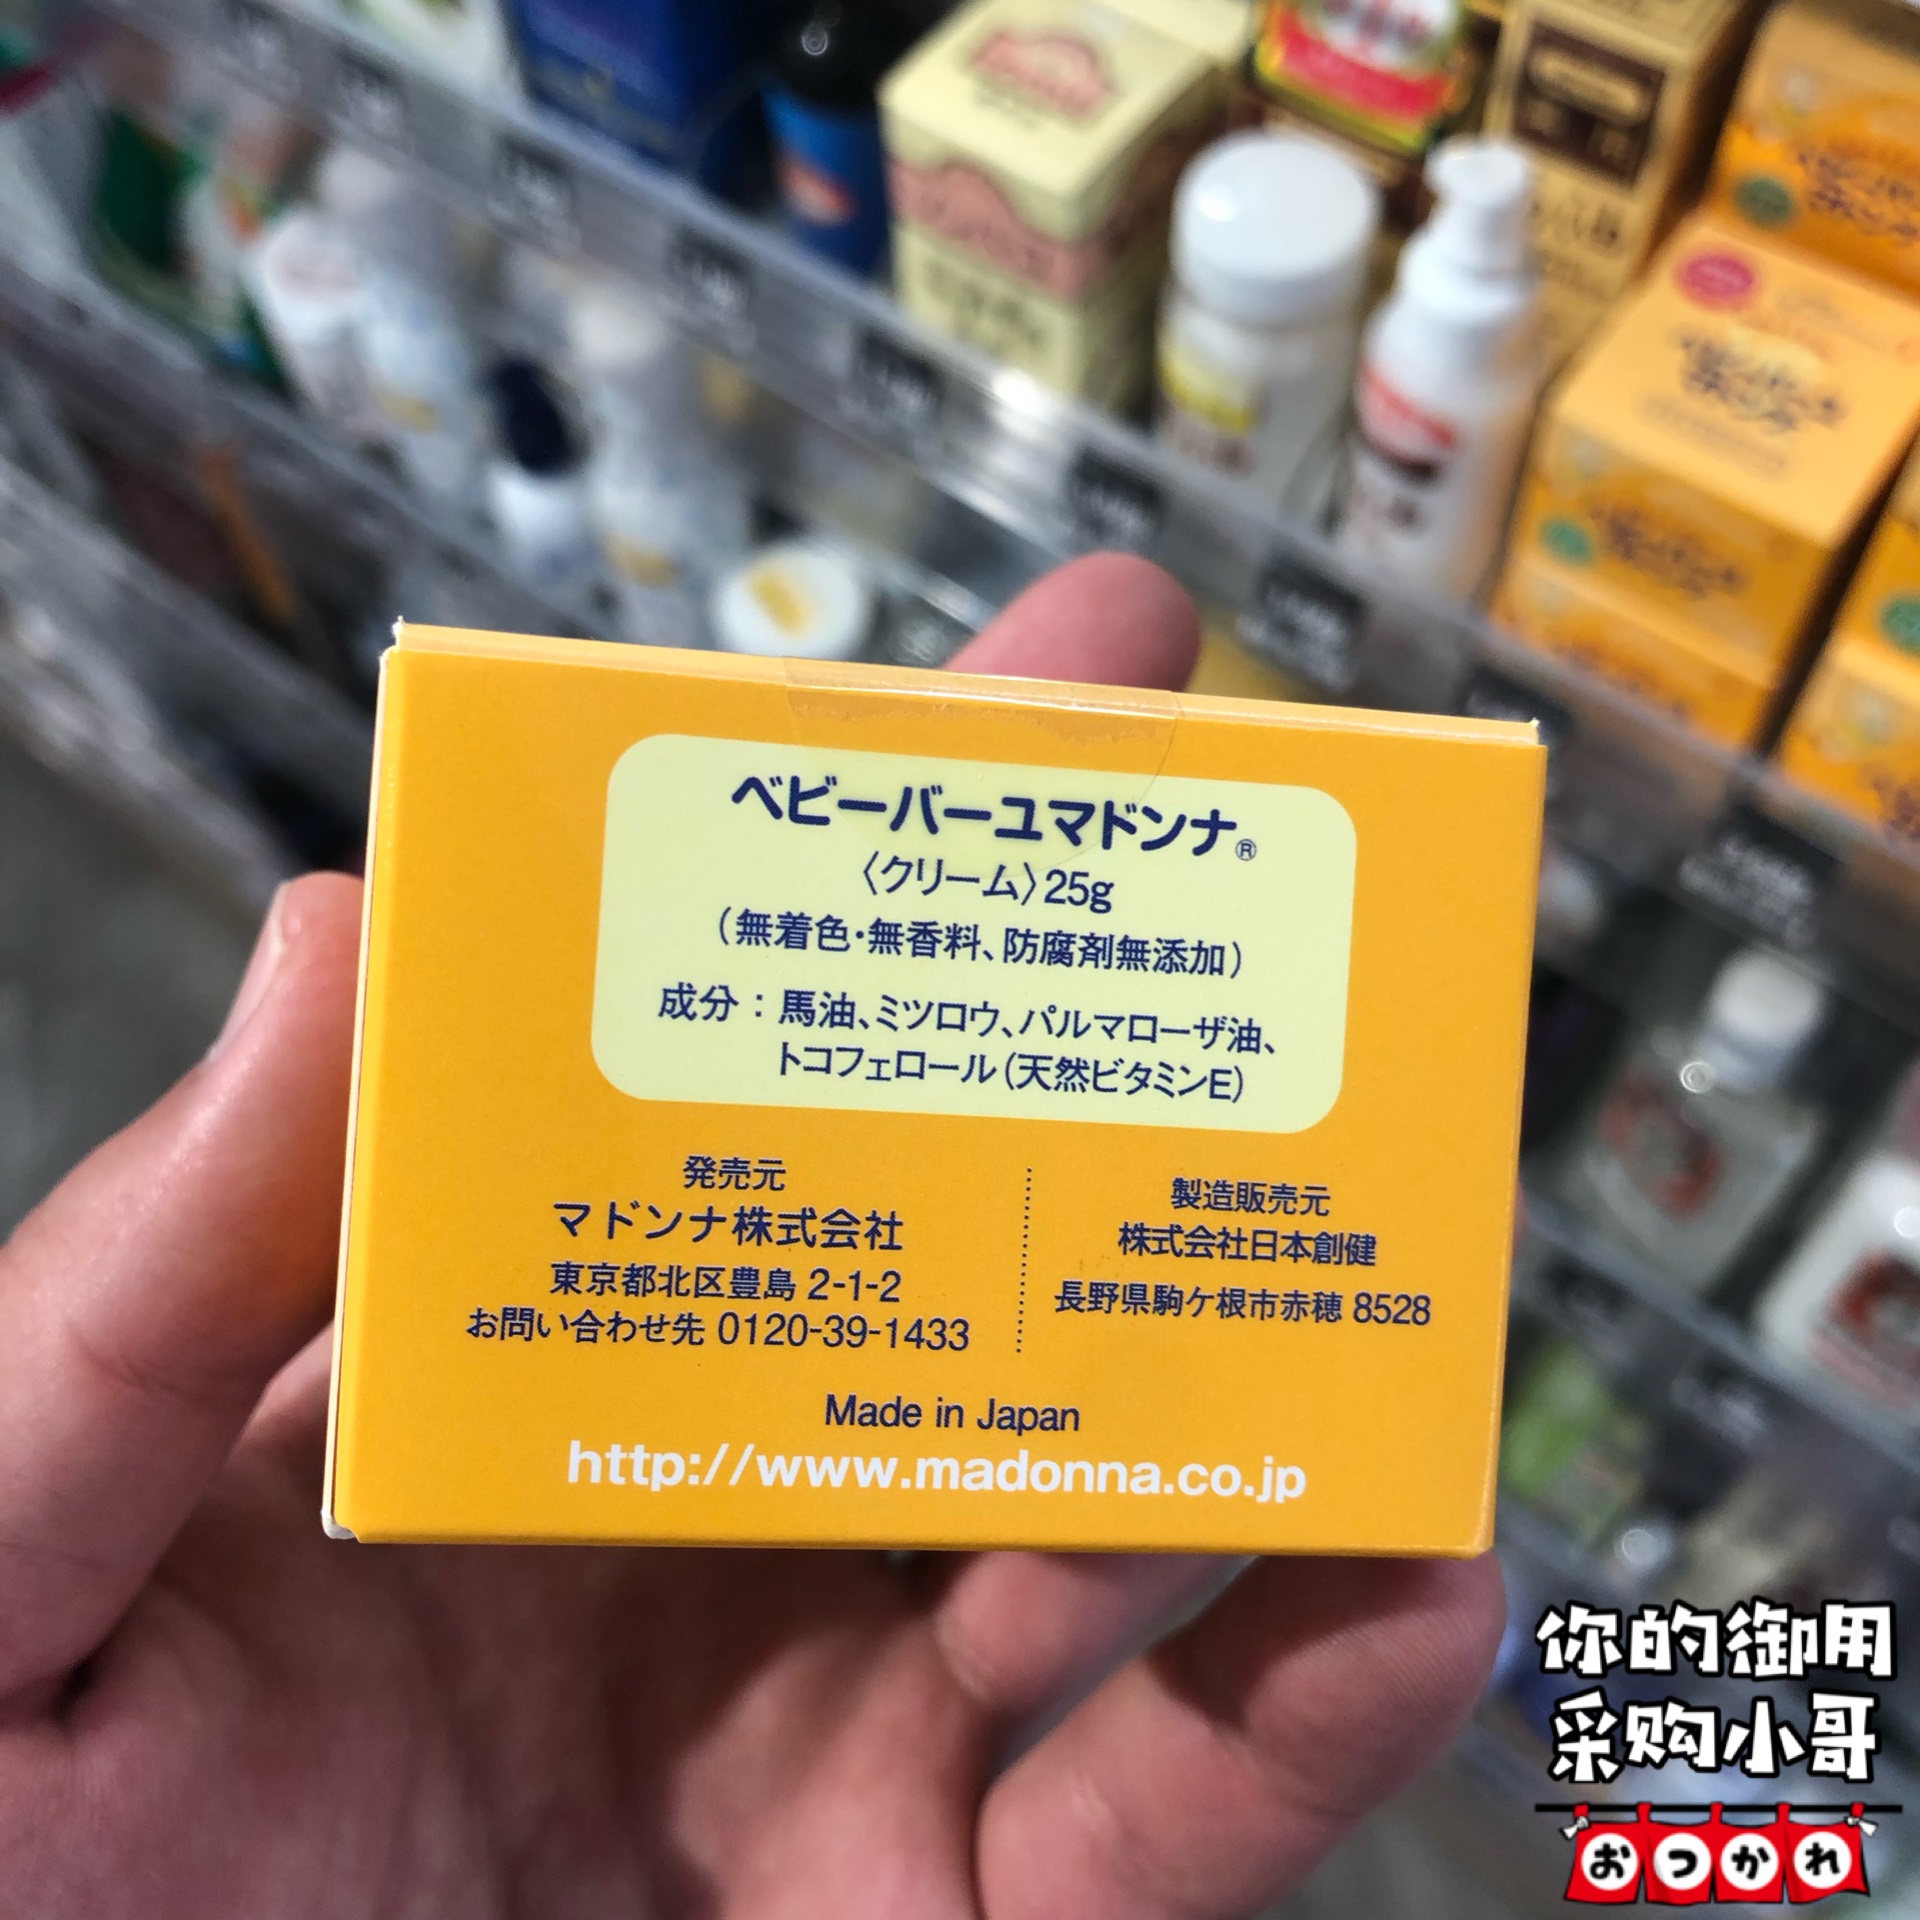 ベビーバーユマドンナ®
〈クリーム〉25g
（無着色・無香料、防腐剤無添加）
成分：馬油、ミツロウ、パルマローザ油、
トコフェロール（天然ビタミンE）
発売元
マドンナ株式会社
東京都北区豊島 2-1-2
お問い合わせ先 0120-39-1433
製造販売元
株式会社日本創健
長野県駒ケ根市赤穂 8528
Made in Japan
http://www.madonna.co.jp
你的御用
采购小哥
おつかれ